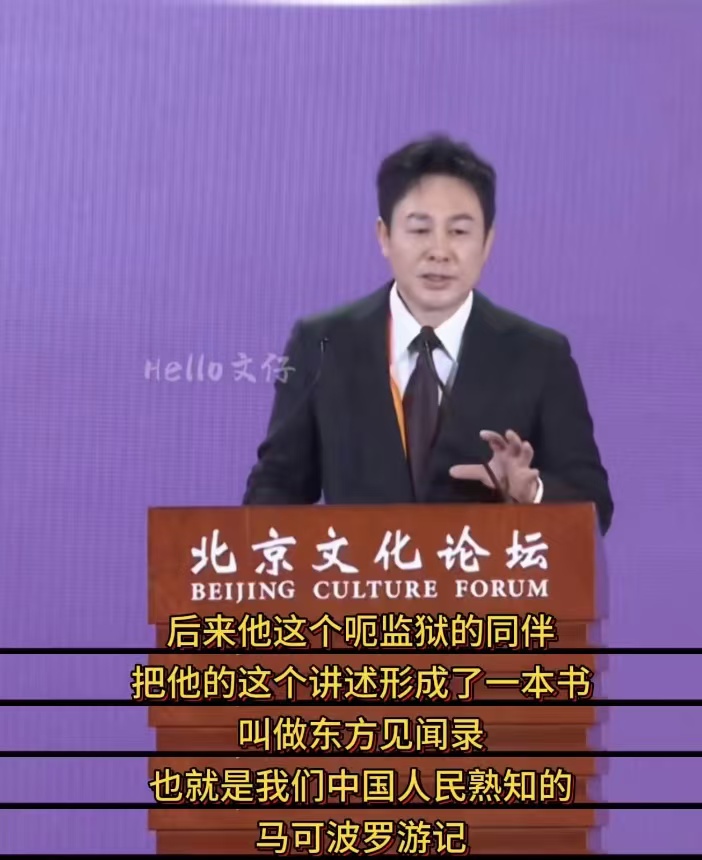 Hello文仔
北京文化论坛
BEIJING CULTURE FORUM
后来他这个呃监狱的同伴
把他的这个讲述形成了一本书
叫做东方见闻录
也就是我们中国人民熟知的
马可波罗游记